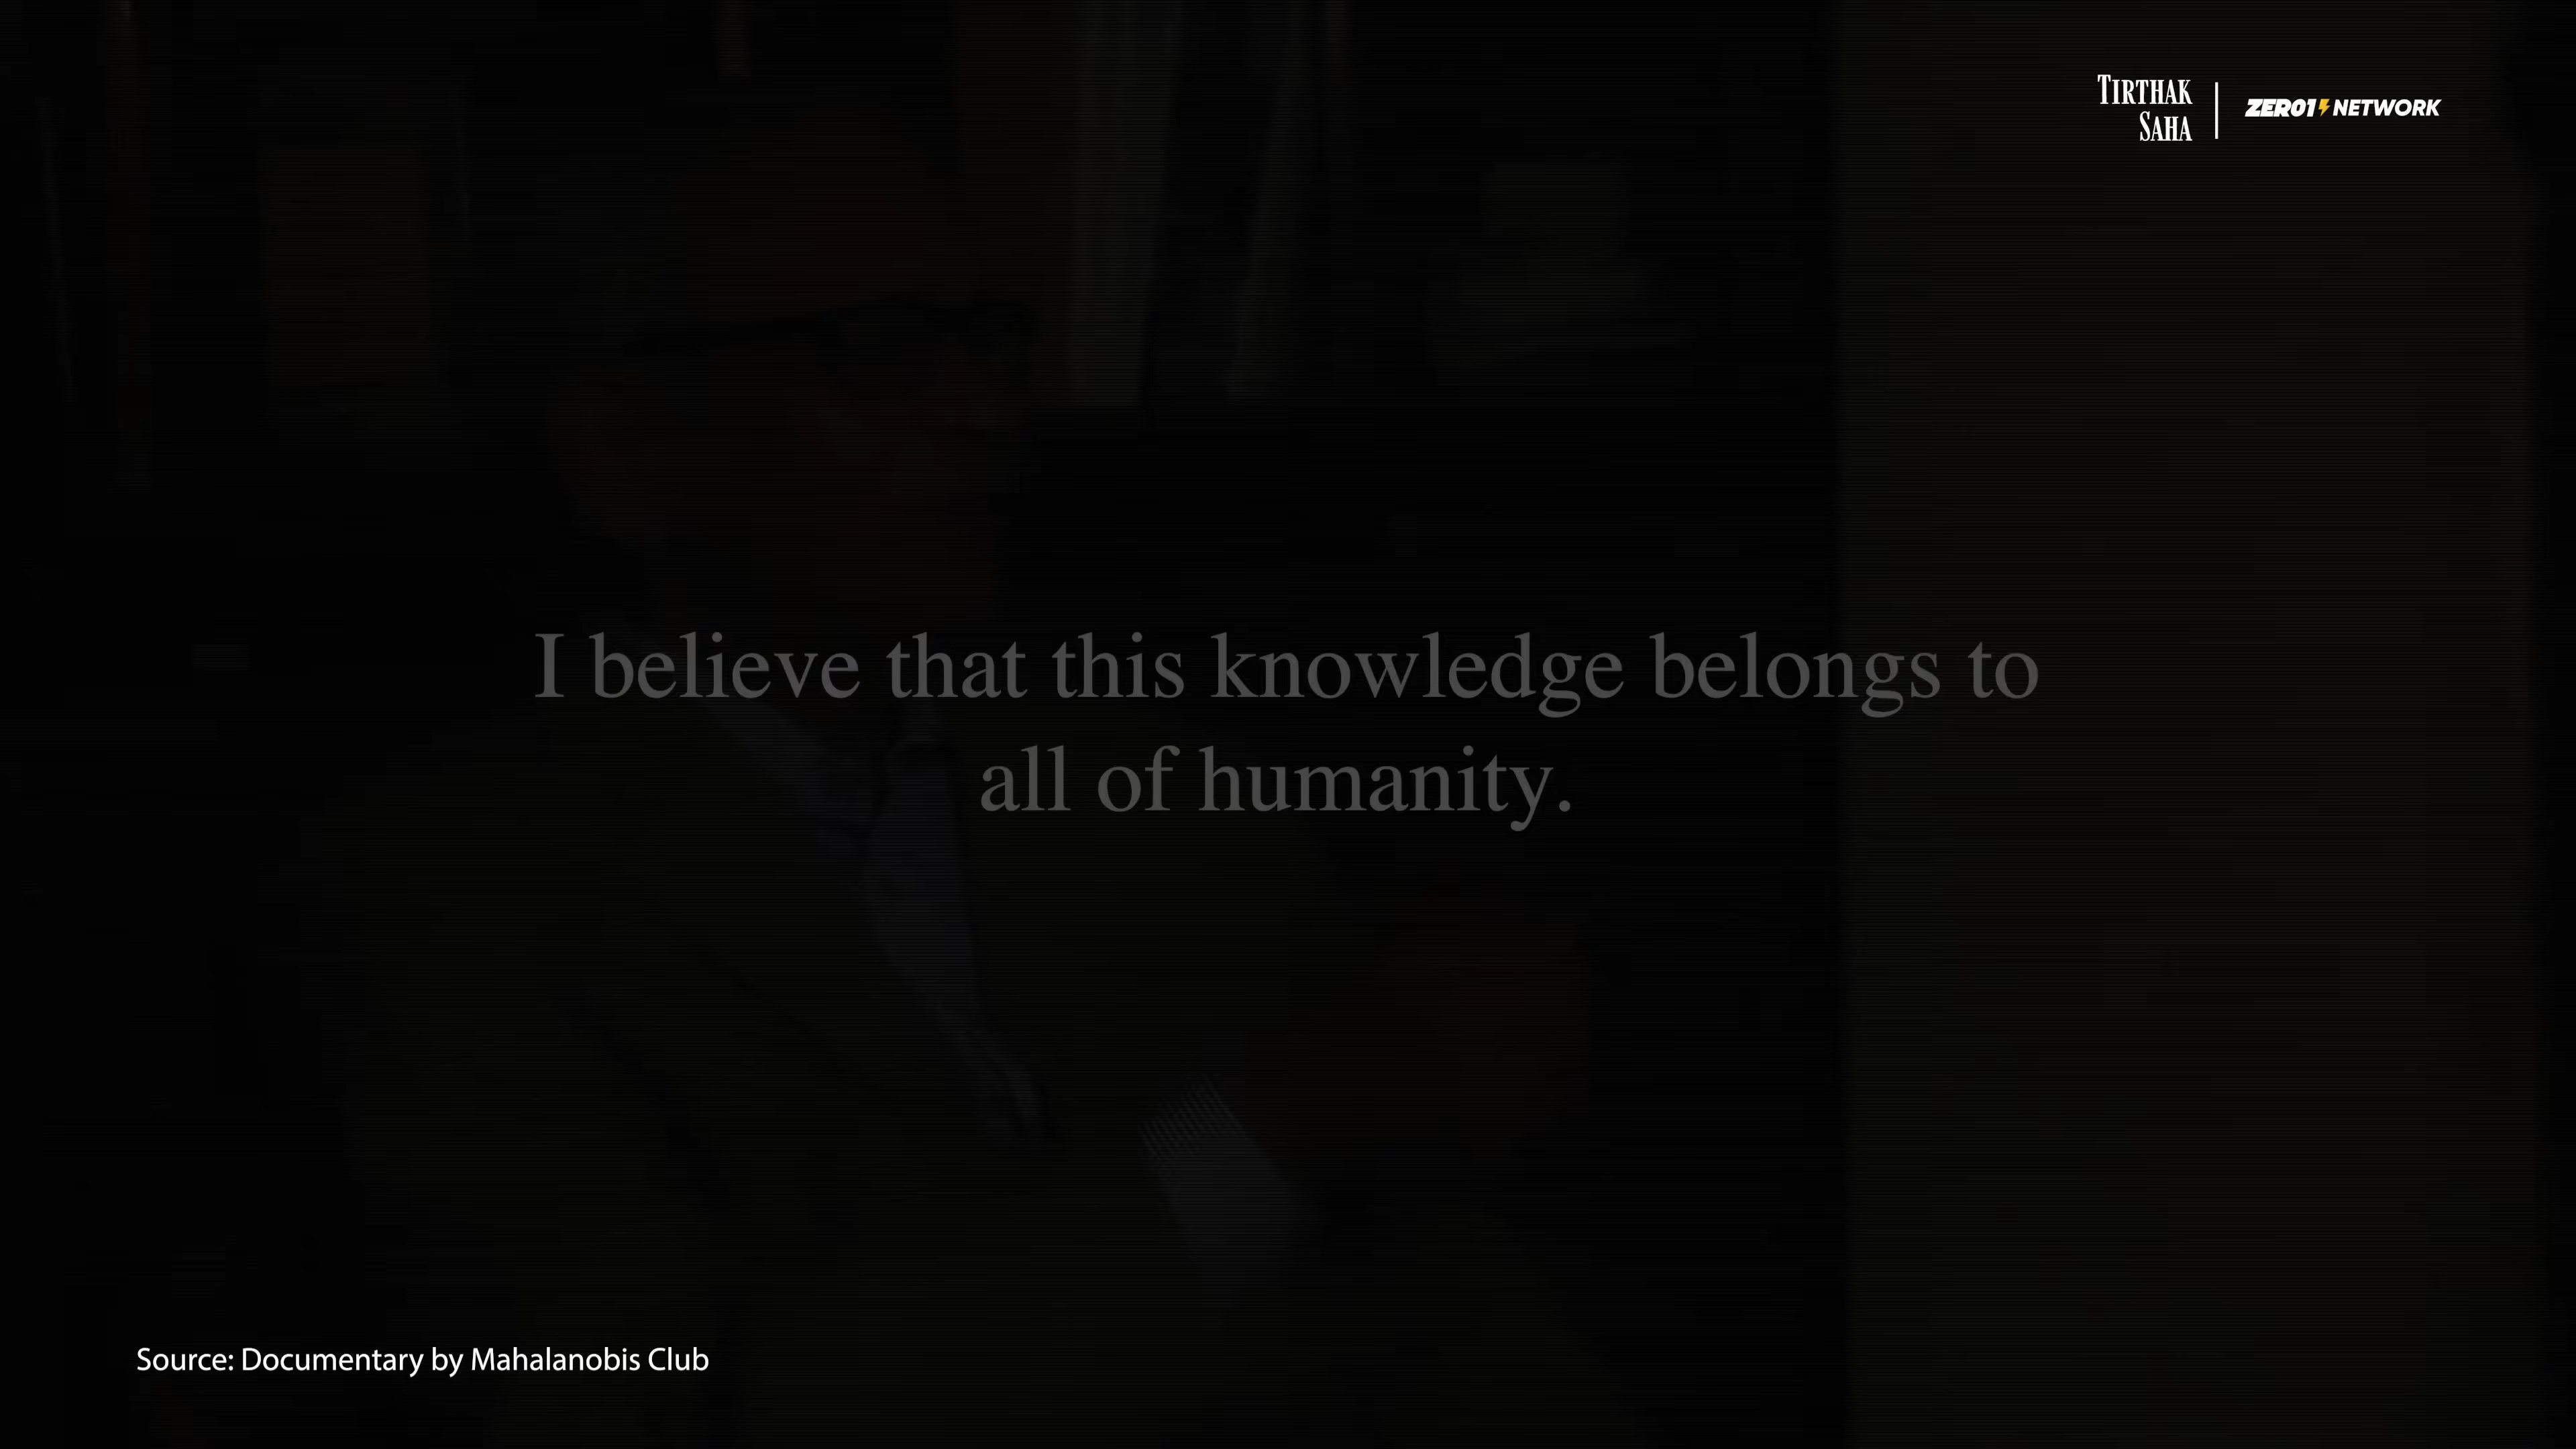 TIRTHAK
SAHA
ZERO1 NETWORK
I believe that this knowledge belongs to
all of humanity.
Source: Documentary by Mahalanobis Club